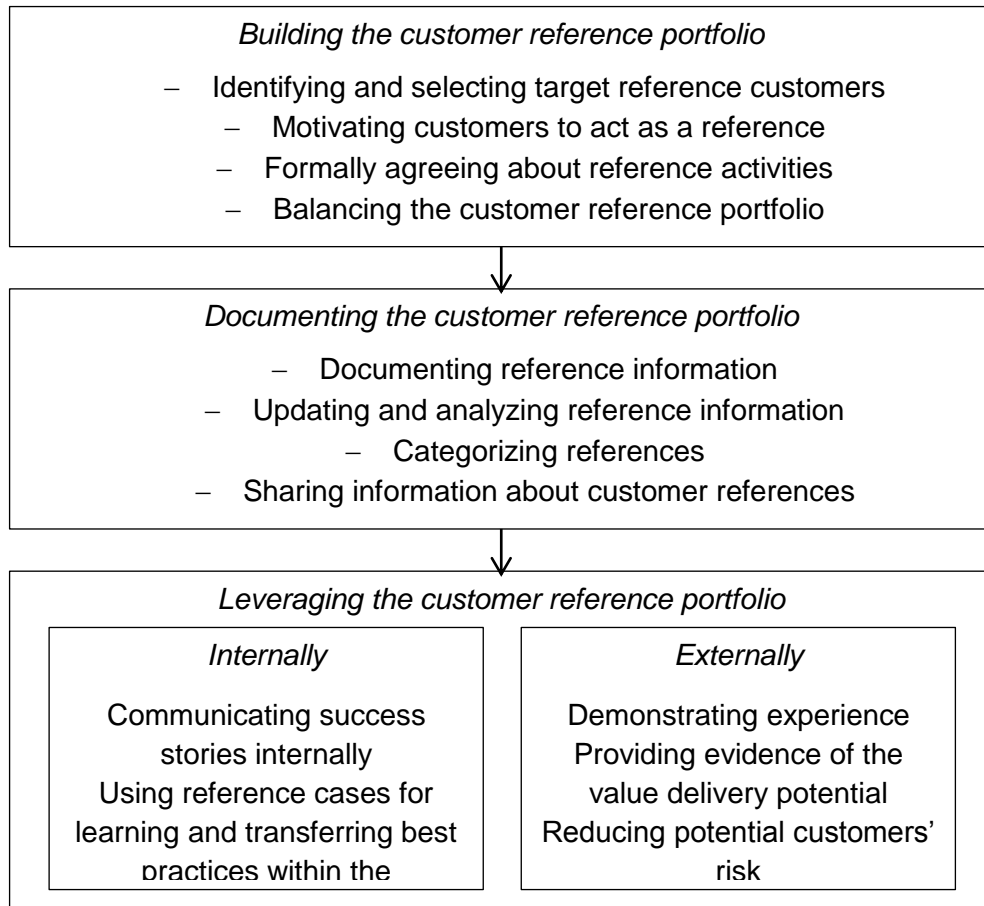 Building the customer reference portfolio
– Identifying and selecting target reference customers
– Motivating customers to act as a reference
– Formally agreeing about reference activities
– Balancing the customer reference portfolio
Documenting the customer reference portfolio
– Documenting reference information
– Updating and analyzing reference information
– Categorizing references
– Sharing information about customer references
Leveraging the customer reference portfolio
Internally
Communicating success
stories internally
Using reference cases for
learning and transferring best
practices within the
Externally
Demonstrating experience
Providing evidence of the
value delivery potential
Reducing potential customers’
risk